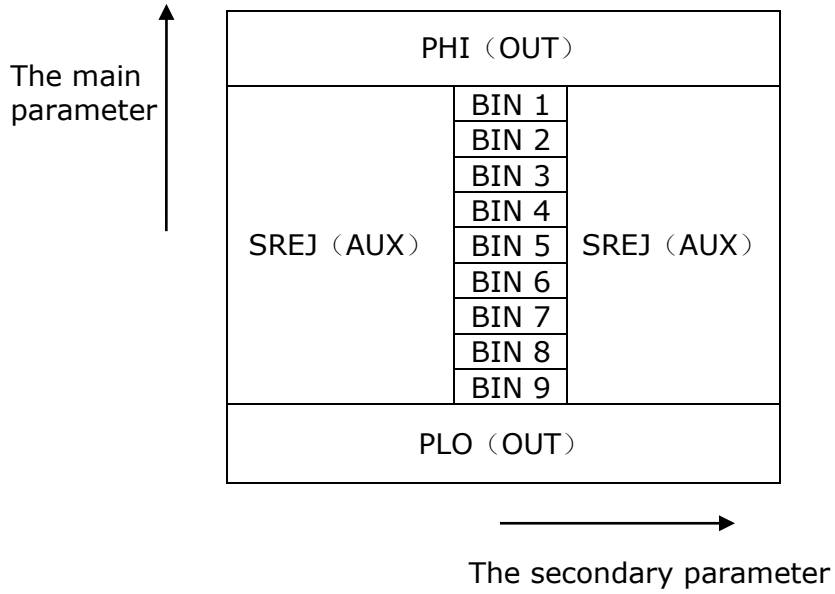 PHI（OUT）
The main
parameter
BIN 1
BIN 2
BIN 3
BIN 4
SREJ（AUX） BIN 5 SREJ（AUX）
BIN 6
BIN 7
BIN 8
BIN 9
PLO（OUT）
The secondary parameter